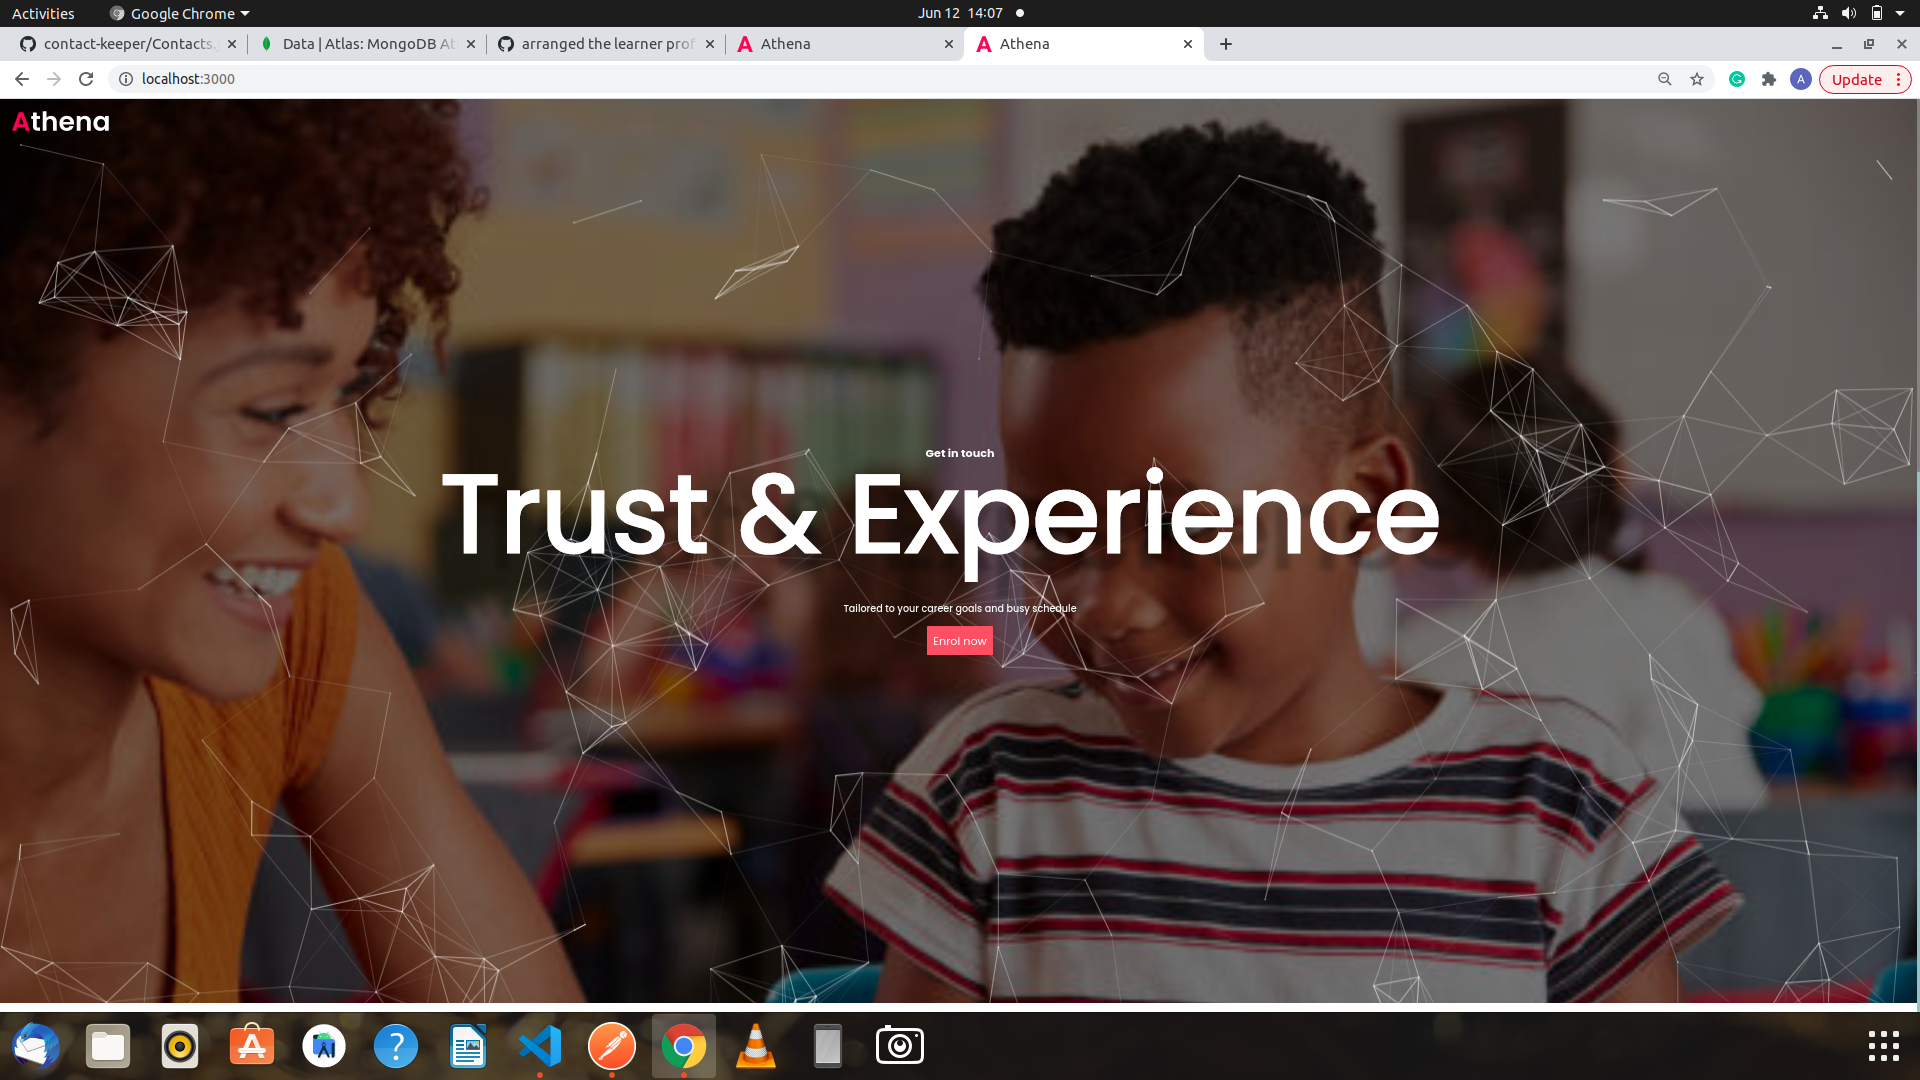 Activities
Google Chrome
Jun 12 14:07
contact-keeper/Contacts.
Data | Atlas: MongoDB At
arranged the learner prof
Athena
Athena
localhost:3000
A
Update
Athena
Get in touch
Trust & Experience
Tailored to your career goals and busy schedule
Enrol now